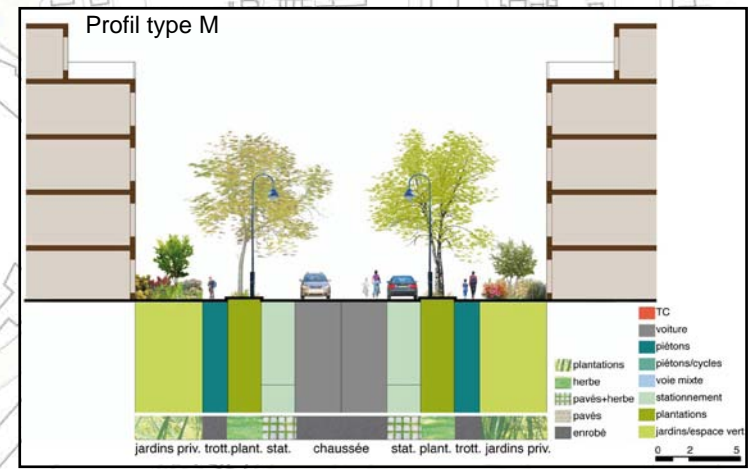 Profil type M
TC
voiture
piétons
piétons/cycles
voie mixte
stationnement
plantations
jardins/espace vert
plantations
herbe
pavés+herbe
pavés
enrobé
jardins priv. trott. plant. stat. chaussée stat. plant. trott. jardins priv.
0 2 5